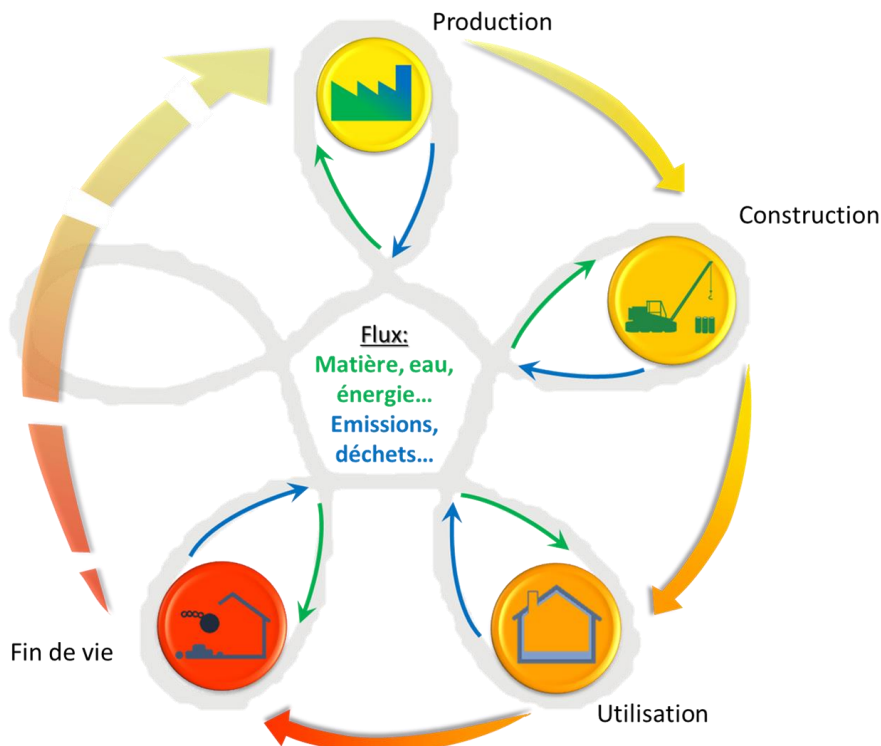 Production
Construction
Flux:
Matière, eau,
énergie…
Emissions,
déchets…
Fin de vie
Utilisation